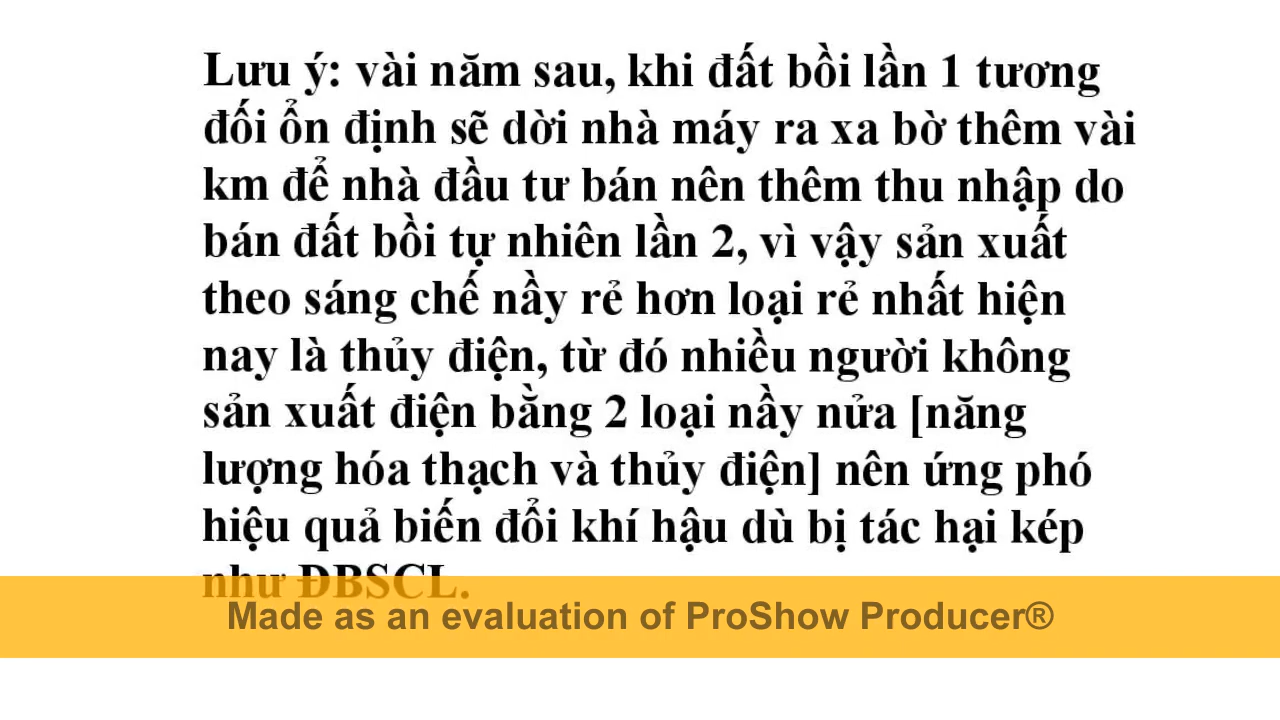 Lưu ý: vài năm sau, khi đất bồi lần 1 tương
đối ổn định sẽ dời nhà máy ra xa bờ thêm vài
km để nhà đầu tư bán nên thêm thu nhập do
bán đất bồi tự nhiên lần 2, vì vậy sản xuất
theo sáng chế nầy rẻ hơn loại rẻ nhất hiện
nay là thủy điện, từ đó nhiều người không
sản xuất điện bằng 2 loại nầy nửa [năng
lượng hóa thạch và thủy điện] nên ứng phó
hiệu quả biến đổi khí hậu dù bị tác hại kép
như ĐBSCL.
Made as an evaluation of ProShow Producer®